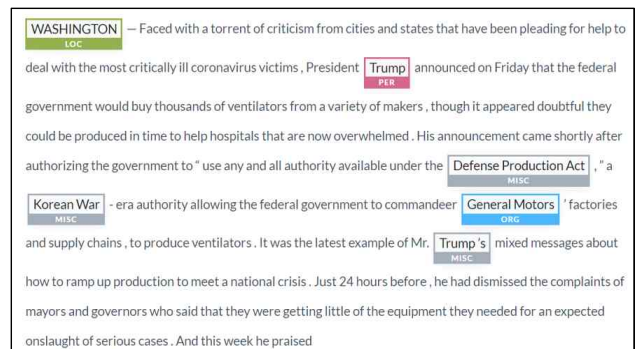 WASHINGTON — Faced with a torrent of criticism from cities and states that have been pleading for help to
LOC
deal with the most critically ill coronavirus victims , President Trump announced on Friday that the federal
PER
government would buy thousands of ventilators from a variety of makers , though it appeared doubtful they
could be produced in time to help hospitals that are now overwhelmed . His announcement came shortly after
authorizing the government to “ use any and all authority available under the Defense Production Act , ” a
MISC
Korean War - era authority allowing the federal government to commandeer General Motors ’ factories
MISC ORG
and supply chains , to produce ventilators . It was the latest example of Mr. Trump ’s mixed messages about
MISC
how to ramp up production to meet a national crisis . Just 24 hours before , he had dismissed the complaints of
mayors and governors who said that they were getting little of the equipment they needed for an expected
onslaught of serious cases . And this week he praised